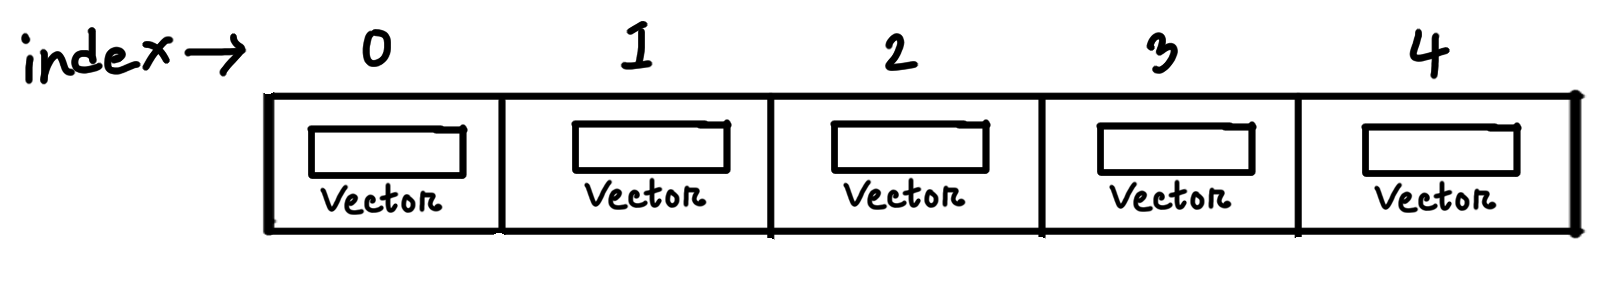 index → 0 1 2 3 4
Vector Vector Vector Vector Vector